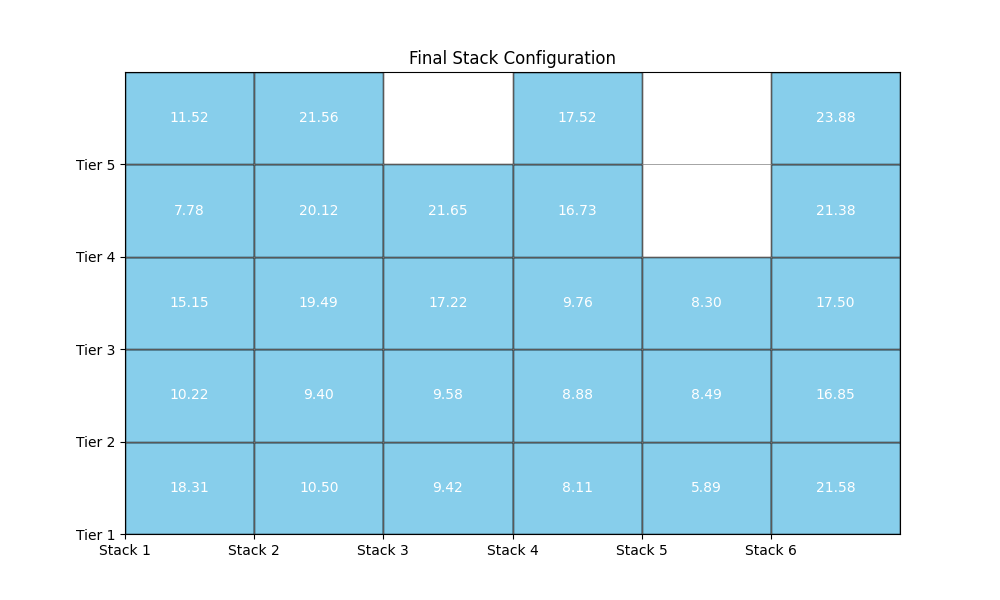 Final Stack Configuration
11.52 21.56 17.52 23.88
Tier 5
7.78 20.12 21.65 16.73 21.38
Tier 4
15.15 19.49 17.22 9.76 8.30 17.50
Tier 3
10.22 9.40 9.58 8.88 8.49 16.85
Tier 2
18.31 10.50 9.42 8.11 5.89 21.58
Tier 1
Stack 1 Stack 2 Stack 3 Stack 4 Stack 5 Stack 6